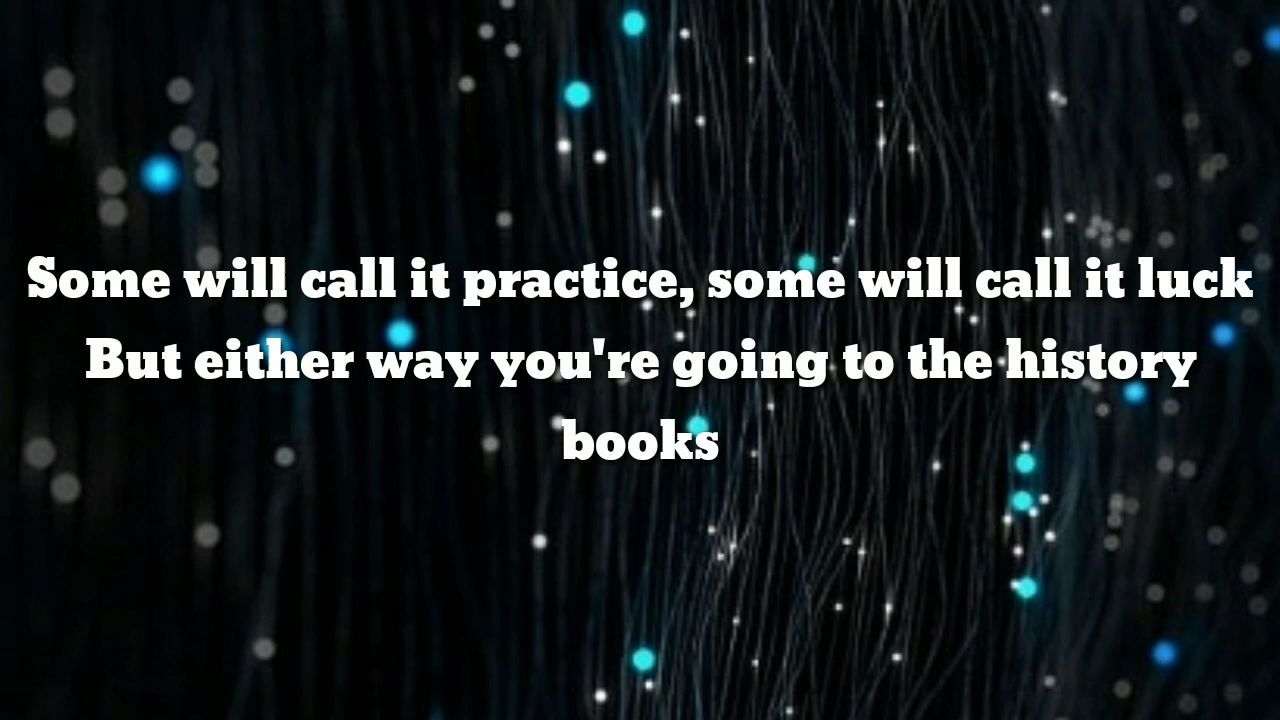 Some will call it practice, some will call it luck
But either way you're going to the history
books